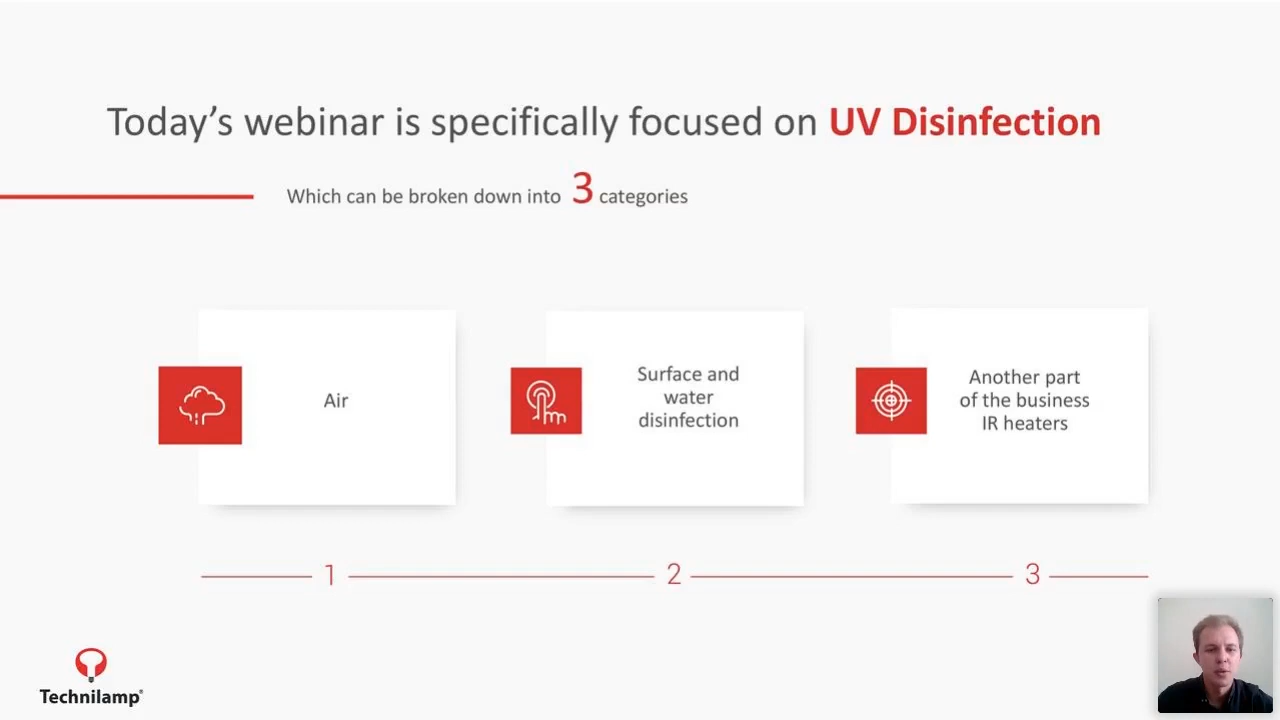 Today's webinar is specifically focused on UV Disinfection
Which can be broken down into 3 categories
Air
Surface and
water
disinfection
Another part
of the business
IR heaters
1
2
3
Technilamp®